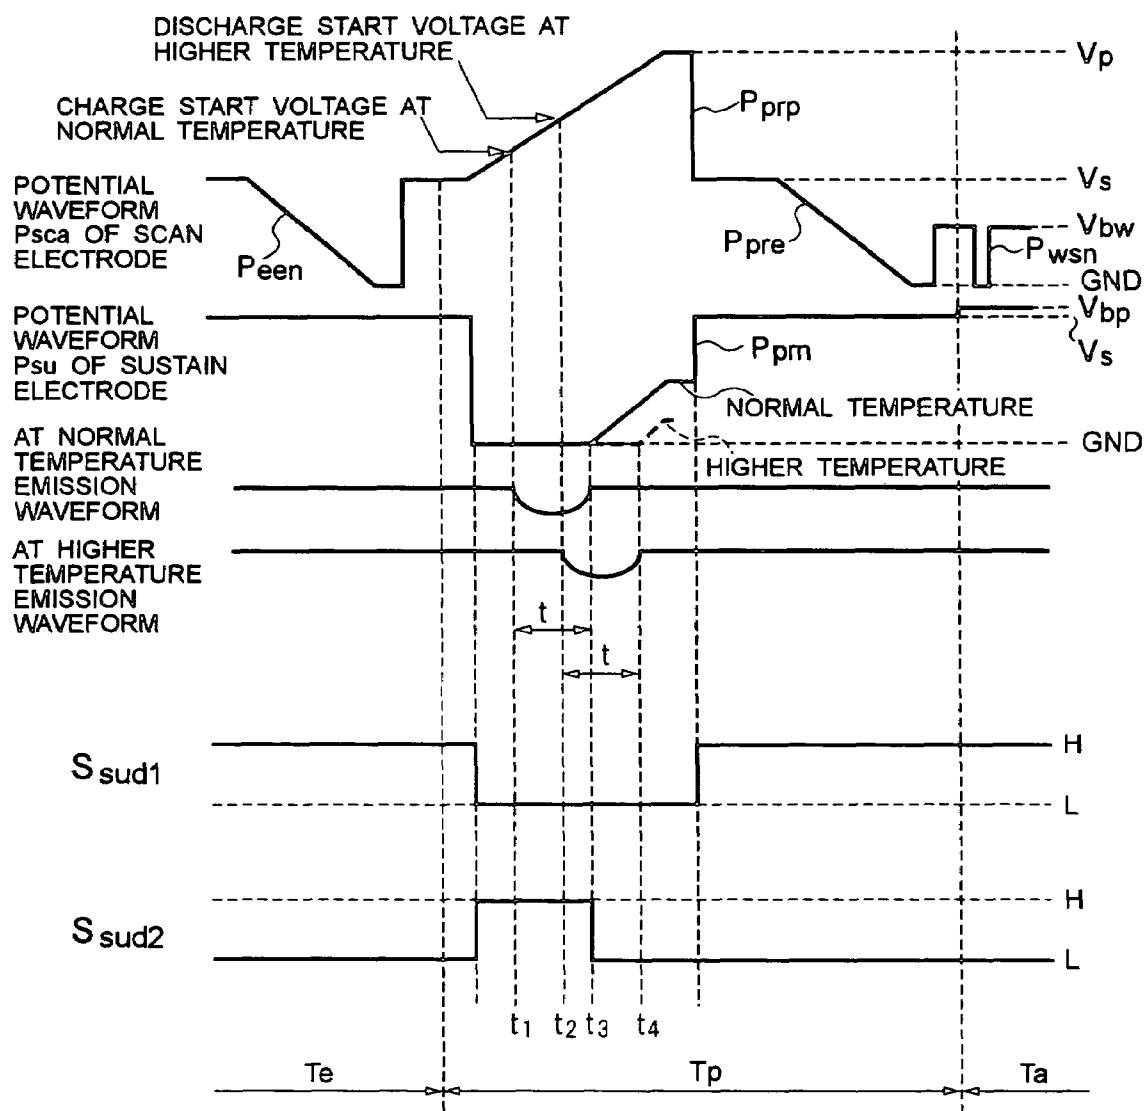 DISCHARGE START VOLTAGE AT
HIGHER TEMPERATURE
Vp
CHARGE START VOLTAGE AT
NORMAL TEMPERATURE
Pprp
POTENTIAL
WAVEFORM
Psca OF SCAN
ELECTRODE
Vs
Peen
Ppre
Vbw
Pwsn
GND
POTENTIAL
WAVEFORM
Psu OF SUSTAIN
ELECTRODE
Vbp
Vs
Pprn
NORMAL TEMPERATURE
GND
HIGHER TEMPERATURE
AT NORMAL
TEMPERATURE
EMISSION
WAVEFORM
AT HIGHER
TEMPERATURE
EMISSION
WAVEFORM
t
t
Ssud1
H
L
Ssud2
H
L
t1 t2 t3 t4
Te Tp Ta